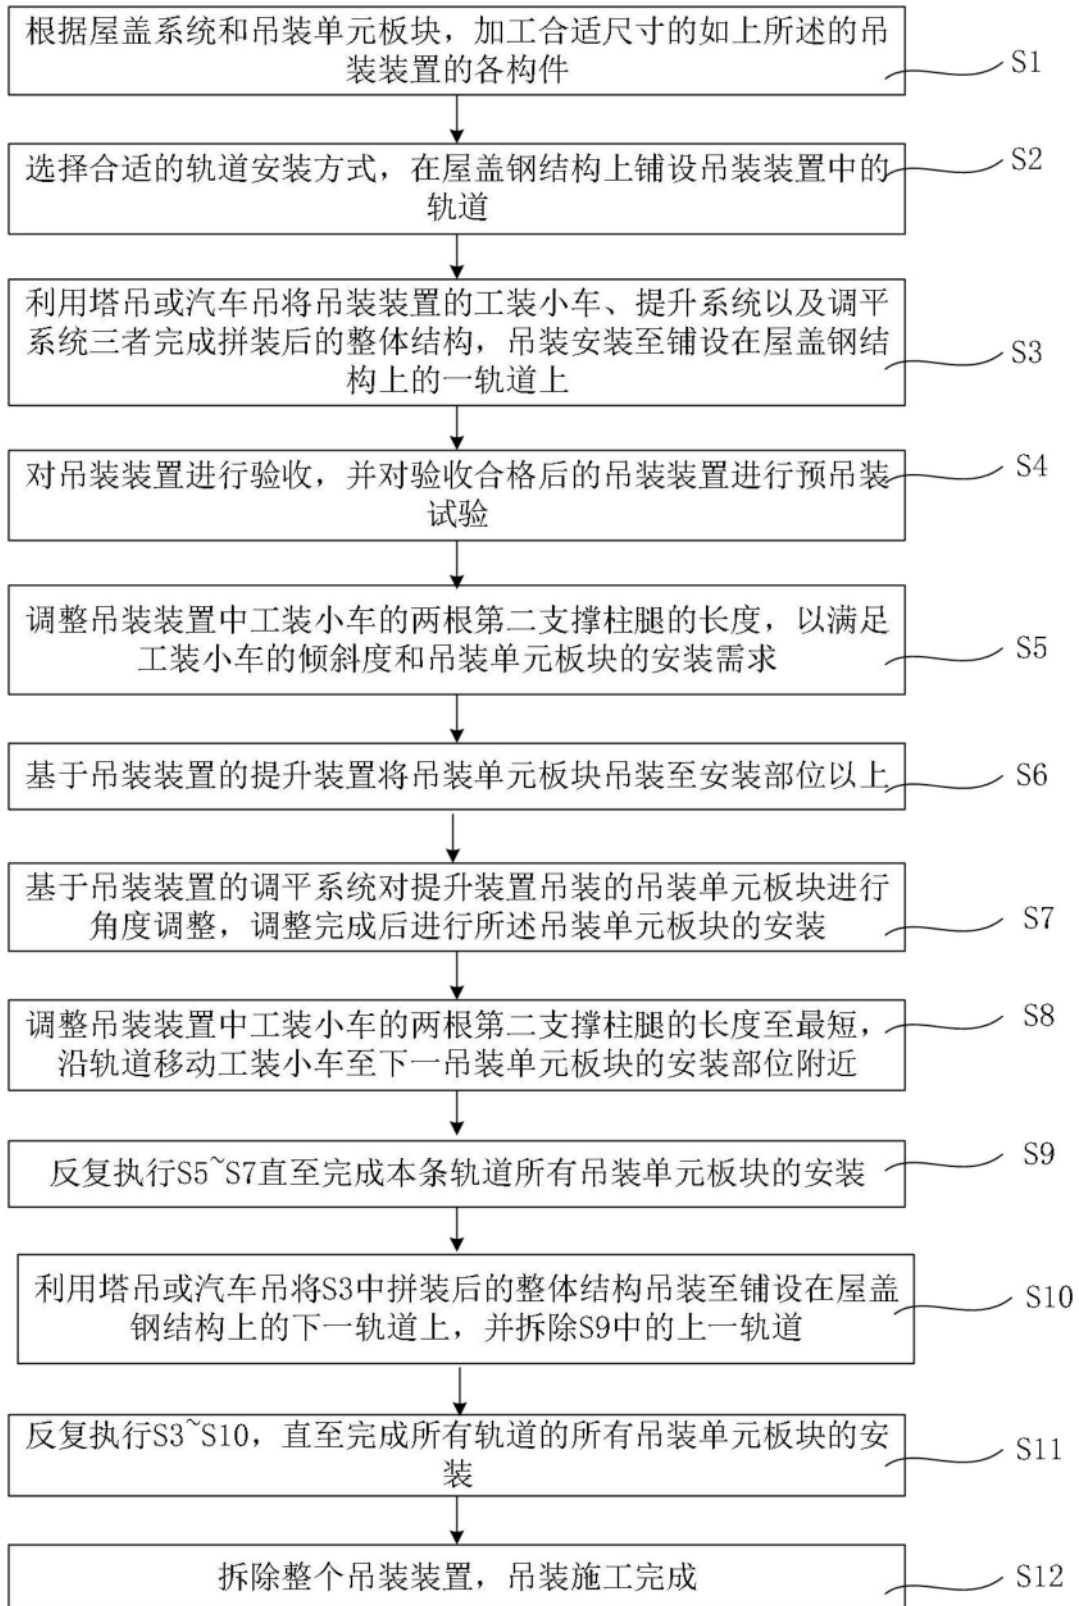 根据屋盖系统和吊装单元板块，加工合适尺寸的如上所述的吊
装装置的各构件
S1
选择合适的轨道安装方式，在屋盖钢结构上铺设吊装装置中的
轨道
S2
利用塔吊或汽车吊将吊装装置的工装小车、提升系统以及调平
系统三者完成拼装后的整体结构，吊装安装至铺设在屋盖钢结
构上的一轨道上
S3
对吊装装置进行验收，并对验收合格后的吊装装置进行预吊装
试验
S4
调整吊装装置中工装小车的两根第二支撑柱腿的长度，以满足
工装小车的倾斜度和吊装单元板块的安装需求
S5
基于吊装装置的提升装置将吊装单元板块吊装至安装部位以上
S6
基于吊装装置的调平系统对提升装置吊装的吊装单元板块进行
角度调整，调整完成后进行所述吊装单元板块的安装
S7
调整吊装装置中工装小车的两根第二支撑柱腿的长度至最短，
沿轨道移动工装小车至下一吊装单元板块的安装部位附近
S8
反复执行S5~S7直至完成本条轨道所有吊装单元板块的安装
S9
利用塔吊或汽车吊将S3中拼装后的整体结构吊装至铺设在屋盖
钢结构上的下一轨道上，并拆除S9中的上一轨道
S10
反复执行S3~S10，直至完成所有轨道的所有吊装单元板块的安
装
S11
拆除整个吊装装置，吊装施工完成
S12